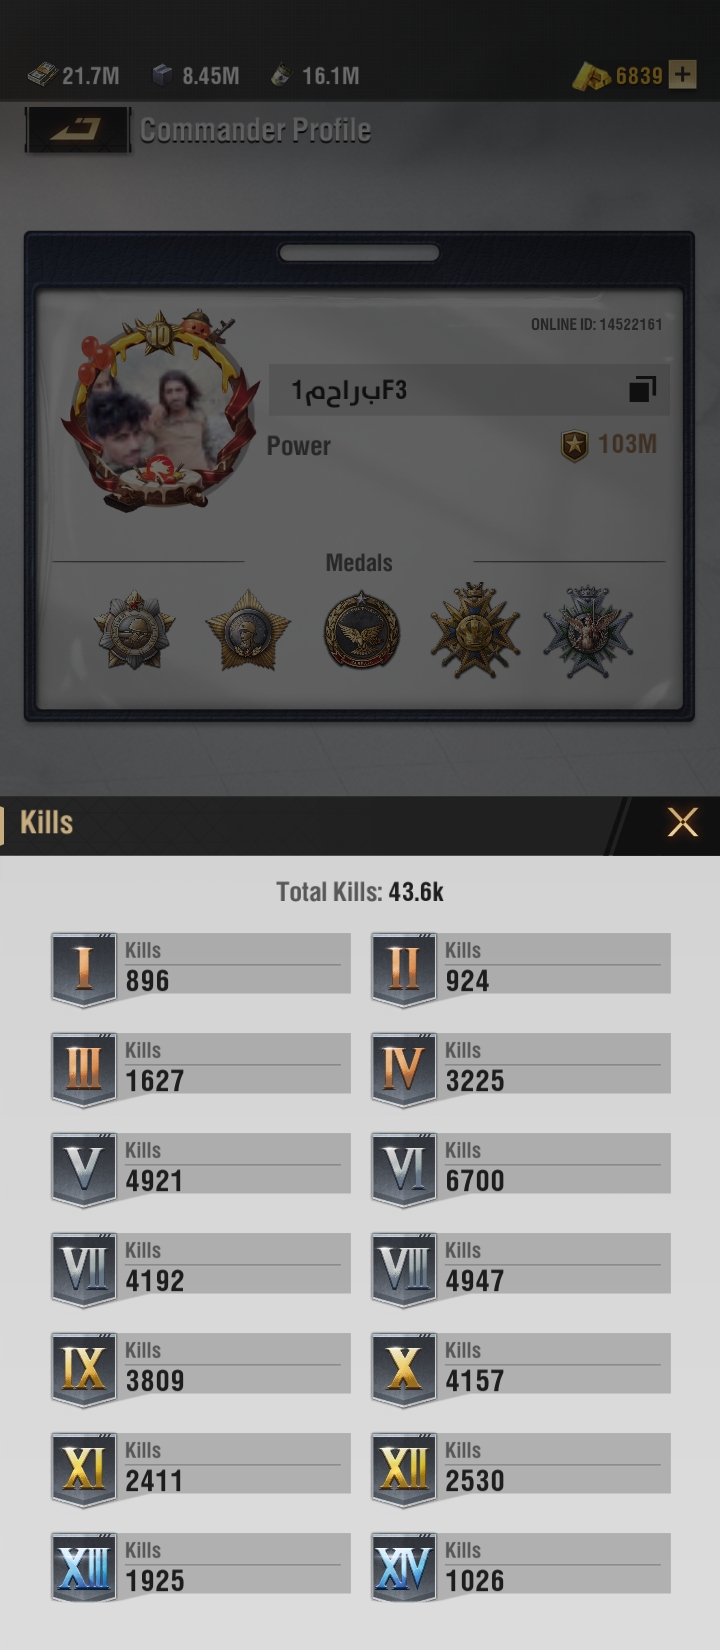 21.7M 8.45M 16.1M 6839
Commander Profile
10
ONLINE ID: 14522161
1محاربF3
Power 103M
Medals
Kills
Total Kills: 43.6k
I Kills 896
II Kills 924
III Kills 1627
IV Kills 3225
V Kills 4921
VI Kills 6700
VII Kills 4192
VIII Kills 4947
IX Kills 3809
X Kills 4157
XI Kills 2411
XII Kills 2530
XIII Kills 1925
XIV Kills 1026